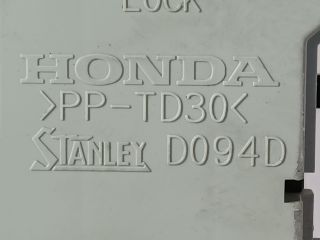 LOCK
HONDA
>PP-TD30<
STANLEY D094D